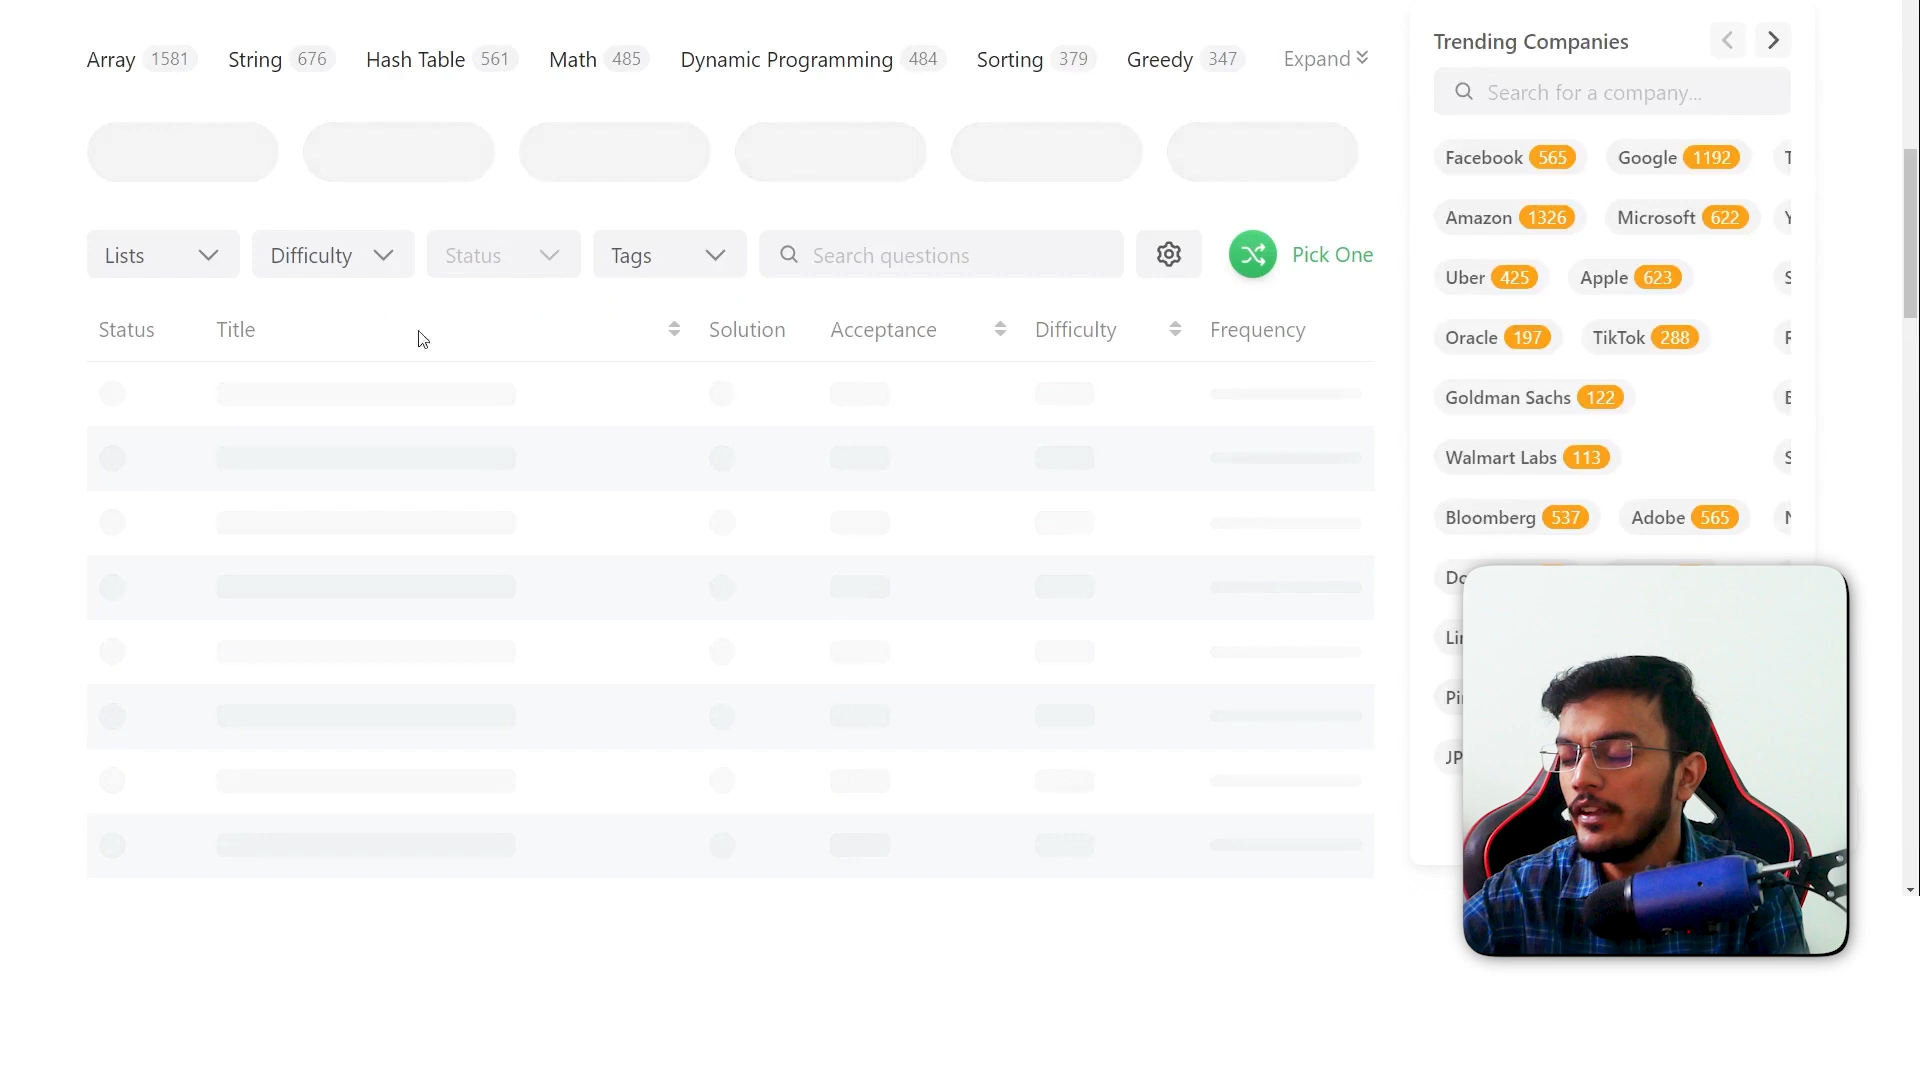 Array 1581 String 676 Hash Table 561 Math 485 Dynamic Programming 484 Sorting 379 Greedy 347 Expand
Lists Difficulty Status Tags Search questions Pick One
Status Title Solution Acceptance Difficulty Frequency
Trending Companies
Search for a company...
Facebook 565 Google 1192
Amazon 1326 Microsoft 622
Uber 425 Apple 623
Oracle 197 TikTok 288
Goldman Sachs 122
Walmart Labs 113
Bloomberg 537 Adobe 565
JP